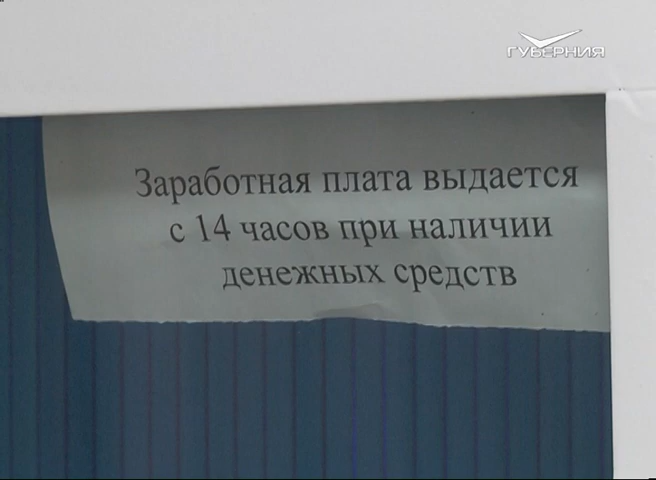 ГУБЕРНИЯ
Заработная плата выдается
с 14 часов при наличии
денежных средств